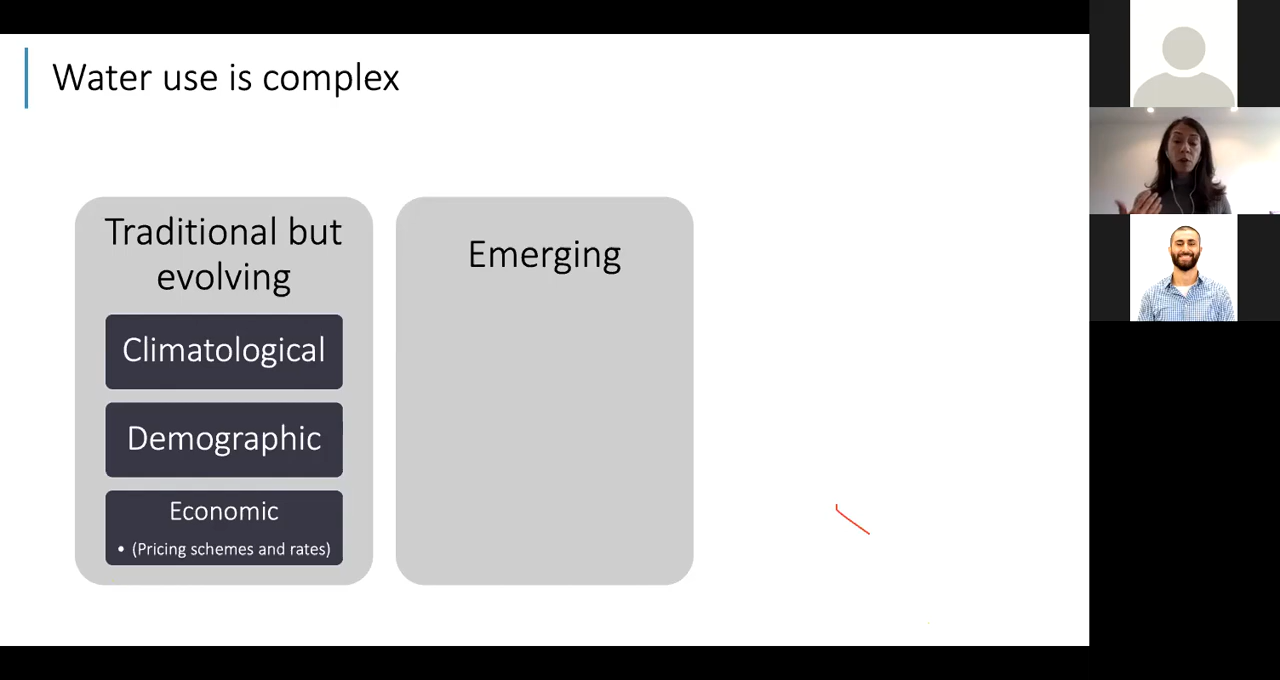 Water use is complex
Traditional but
evolving
Climatological
Demographic
Economic
• (Pricing schemes and rates)
Emerging